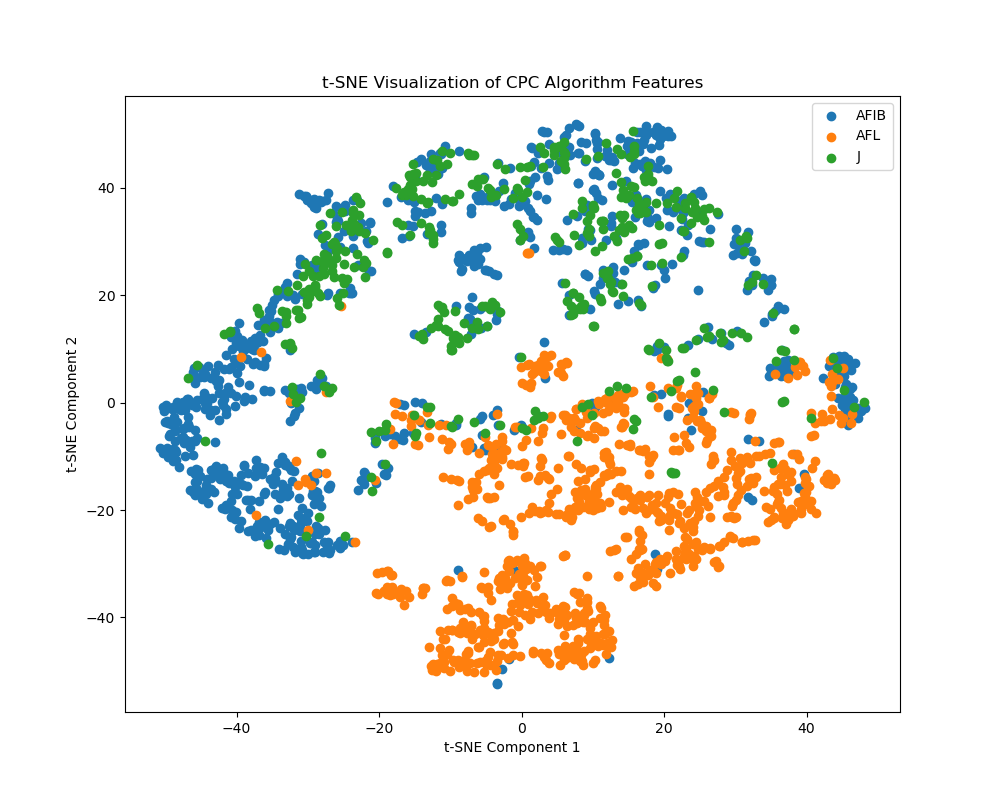 t-SNE Visualization of CPC Algorithm Features
AFIB
AFL
J
t-SNE Component 2
40
20
0
−20
−40
−40
−20
0
20
40
t-SNE Component 1